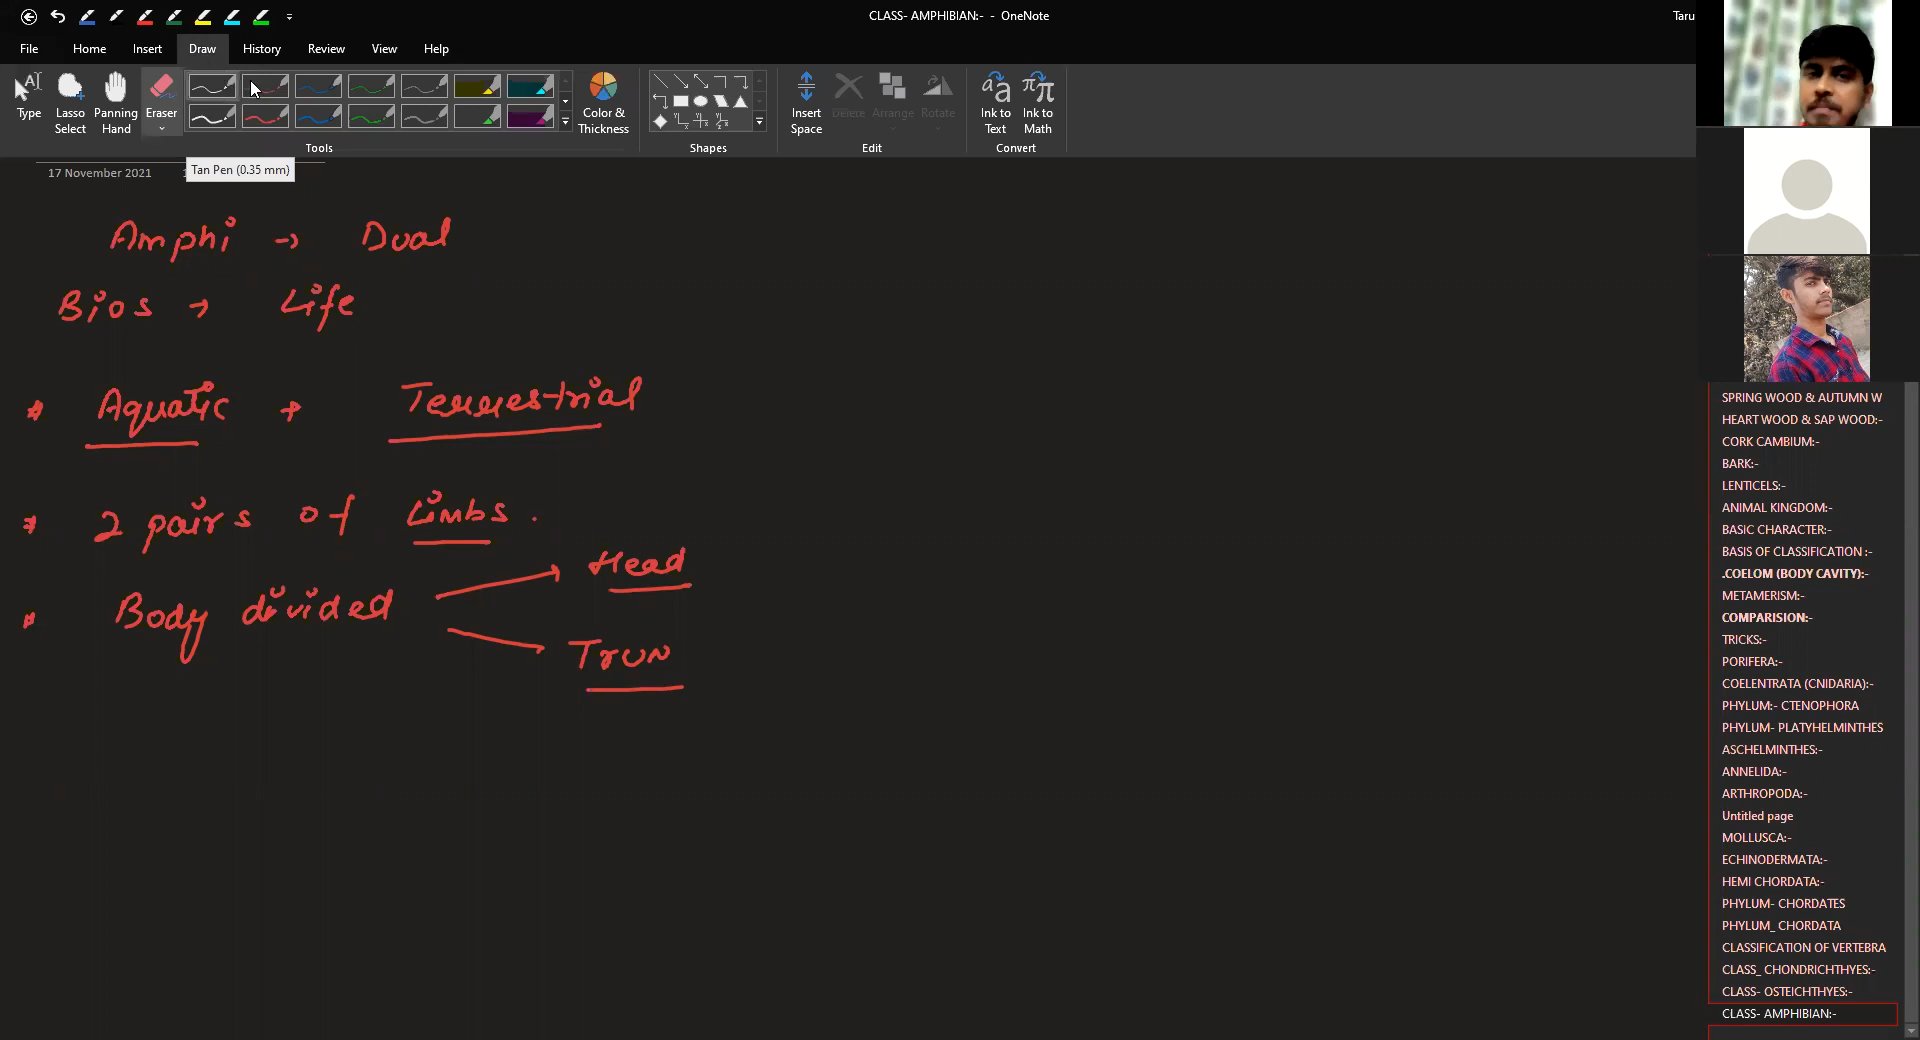 CLASS- AMPHIBIAN:- - OneNote
Taru
File Home Insert Draw History Review View Help
Type
Lasso Select
Panning Hand
Eraser
Color & Thickness
Insert Space
Delete
Arrange
Rotate
Ink to Text
Ink to Math
Tools
Shapes
Edit
Convert
Tan Pen (0.35 mm)
17 November 2021
Amphi → Dual
Bios → Life
* Aquatic + Terrestrial
* 2 pairs of Limbs.
* Body divided
Head
Trun
SPRING WOOD & AUTUMN W
HEART WOOD & SAP WOOD:-
CORK CAMBIUM:-
BARK:-
LENTICELS:-
ANIMAL KINGDOM:-
BASIC CHARACTER:-
BASIS OF CLASSIFICATION :-
.COELOM (BODY CAVITY):-
METAMERISM:-
COMPARISION:-
TRICKS:-
PORIFERA:-
COELENTRATA (CNIDARIA):-
PHYLUM:- CTENOPHORA
PHYLUM- PLATYHELMINTHES
ASCHELMINTHES:-
ANNELIDA:-
ARTHROPODA:-
Untitled page
MOLLUSCA:-
ECHINODERMATA:-
HEMI CHORDATA:-
PHYLUM- CHORDATES
PHYLUM_ CHORDATA
CLASSIFICATION OF VERTEBRA
CLASS_ CHONDRICHTHYES:-
CLASS- OSTEICHTHYES:-
CLASS- AMPHIBIAN:-